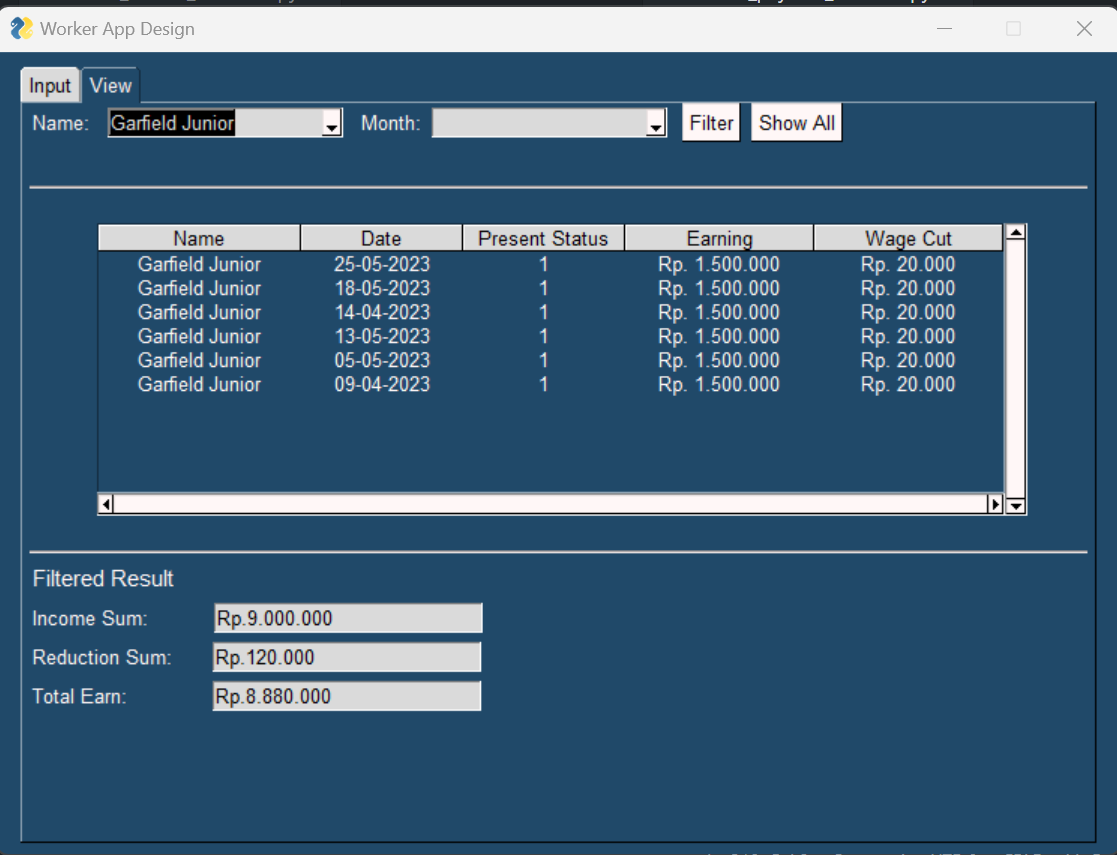 Worker App Design
Input View
Name: Garfield Junior Month: Filter Show All
Name Date Present Status Earning Wage Cut
Garfield Junior 25-05-2023 1 Rp. 1.500.000 Rp. 20.000
Garfield Junior 18-05-2023 1 Rp. 1.500.000 Rp. 20.000
Garfield Junior 14-04-2023 1 Rp. 1.500.000 Rp. 20.000
Garfield Junior 13-05-2023 1 Rp. 1.500.000 Rp. 20.000
Garfield Junior 05-05-2023 1 Rp. 1.500.000 Rp. 20.000
Garfield Junior 09-04-2023 1 Rp. 1.500.000 Rp. 20.000
Filtered Result
Income Sum: Rp.9.000.000
Reduction Sum: Rp.120.000
Total Earn: Rp.8.880.000